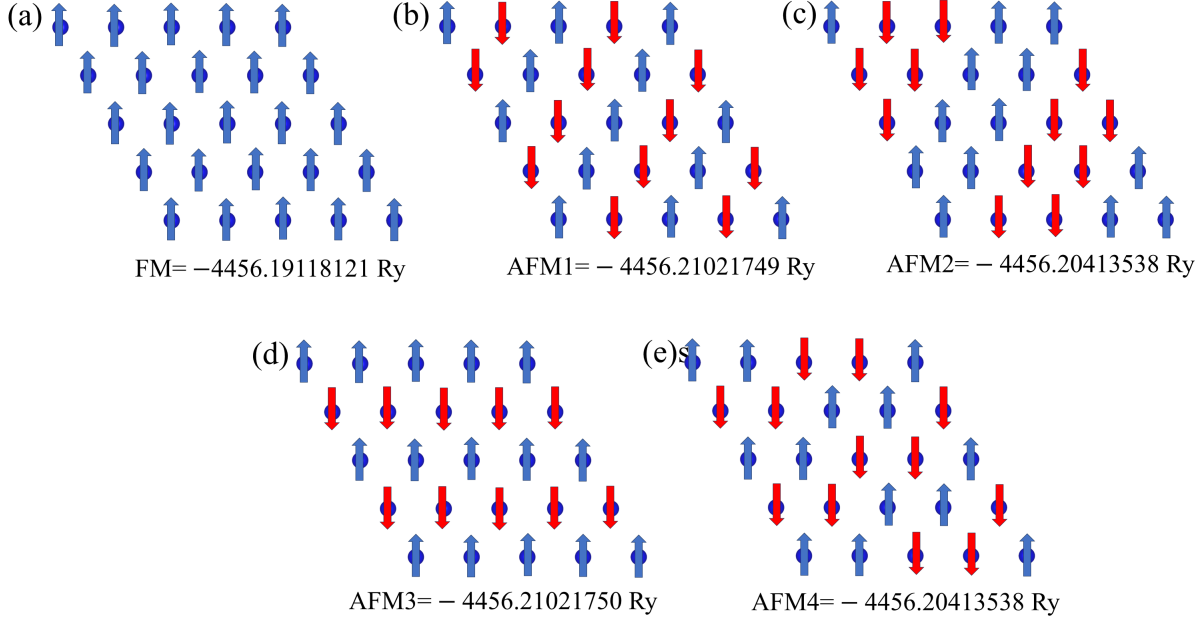 (a)
(b)
(c)
FM= −4456.19118121 Ry
AFM1= − 4456.21021749 Ry
AFM2= − 4456.20413538 Ry
(d)
(e)s
AFM3= − 4456.21021750 Ry
AFM4= − 4456.20413538 Ry